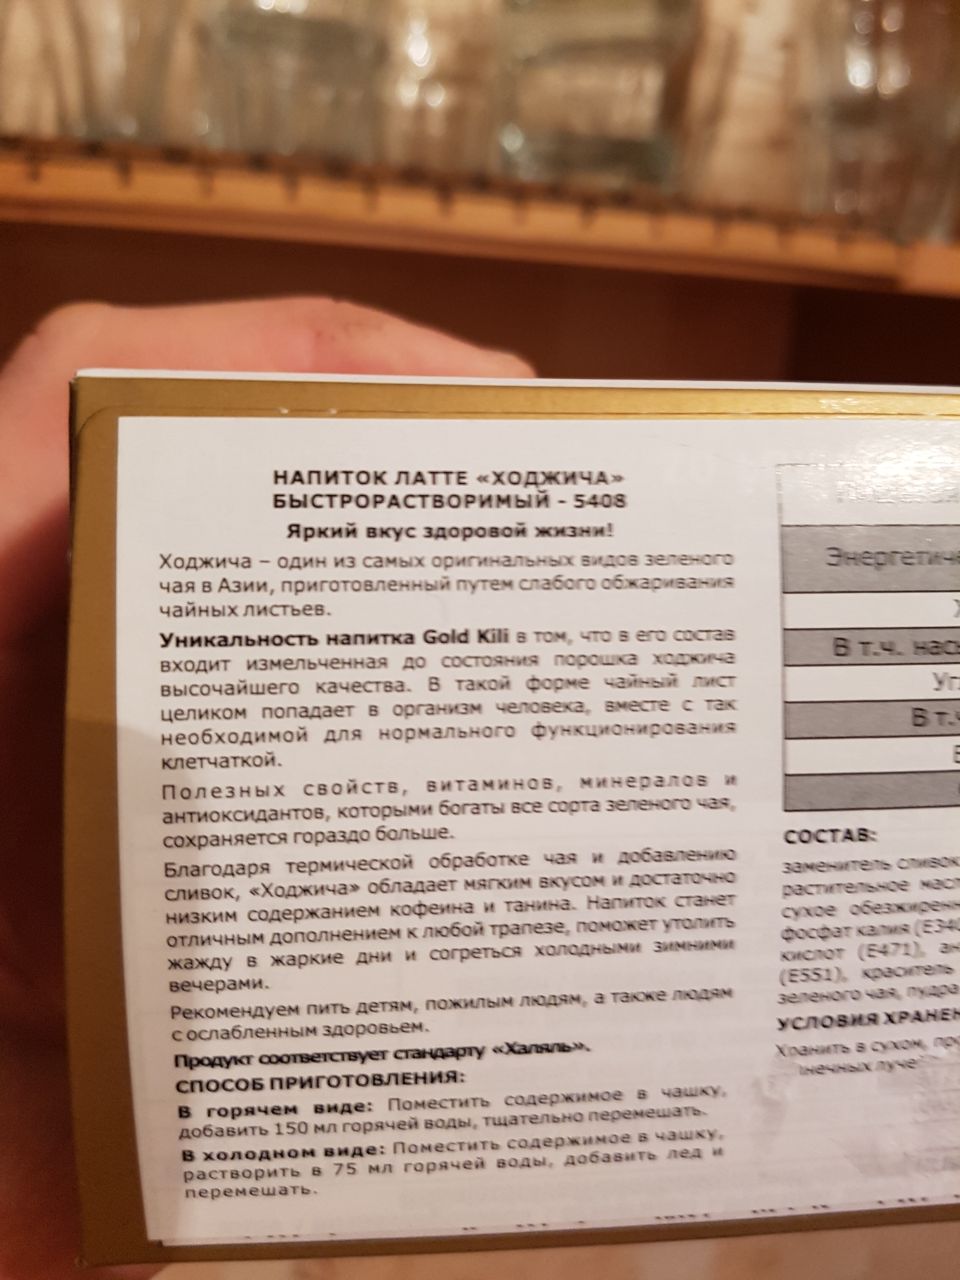 НАПИТОК ЛАТТЕ «ХОДЖИЧА»
БЫСТРОРАСТВОРИМЫЙ - 5408
Яркий вкус здоровой жизни!
Ходжича – один из самых оригинальных видов зеленого
чая в Азии, приготовленный путем слабого обжаривания
чайных листьев.
Уникальность напитка Gold Kili в том, что в его состав
входит измельченная до состояния порошка ходжича
высочайшего качества. В такой форме чайный лист
целиком попадает в организм человека, вместе с так
необходимой для нормального функционирования
клетчаткой.
Полезных свойств, витаминов, минералов и
антиоксидантов, которыми богаты все сорта зеленого чая,
сохраняется гораздо больше.
Благодаря термической обработке чая и добавлению
сливок, «Ходжича» обладает мягким вкусом и достаточно
низким содержанием кофеина и танина. Напиток станет
отличным дополнением к любой трапезе, поможет утолить
жажду в жаркие дни и согреться холодными зимними
вечерами.
Рекомендуем пить детям, пожилым людям, а также людям
с ослабленным здоровьем.
Продукт соответствует стандарту «Халяль».
СПОСОБ ПРИГОТОВЛЕНИЯ:
В горячем виде: Поместить содержимое в чашку,
добавить 150 мл горячей воды, тщательно перемешать.
В холодном виде: Поместить содержимое в чашку,
растворить в 75 мл горячей воды, добавить лед и
перемешать.
Энергетиче
В т.ч. нас
Уг
В т.ч
СОСТАВ:
заменитель сливок
растительное мас
сухое обезжирен
фосфат калия (E340
кислот (E471), ан
(E551), краситель
зеленого чая, пудра
УСЛОВИЯ ХРАНЕН
Хранить в сухом, про
нечных луче